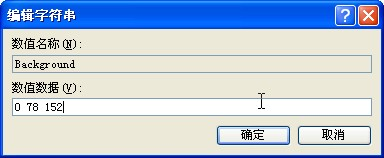 编辑字符串
数值名称(N):
Background
数值数据(V):
0 78 152
确定
取消